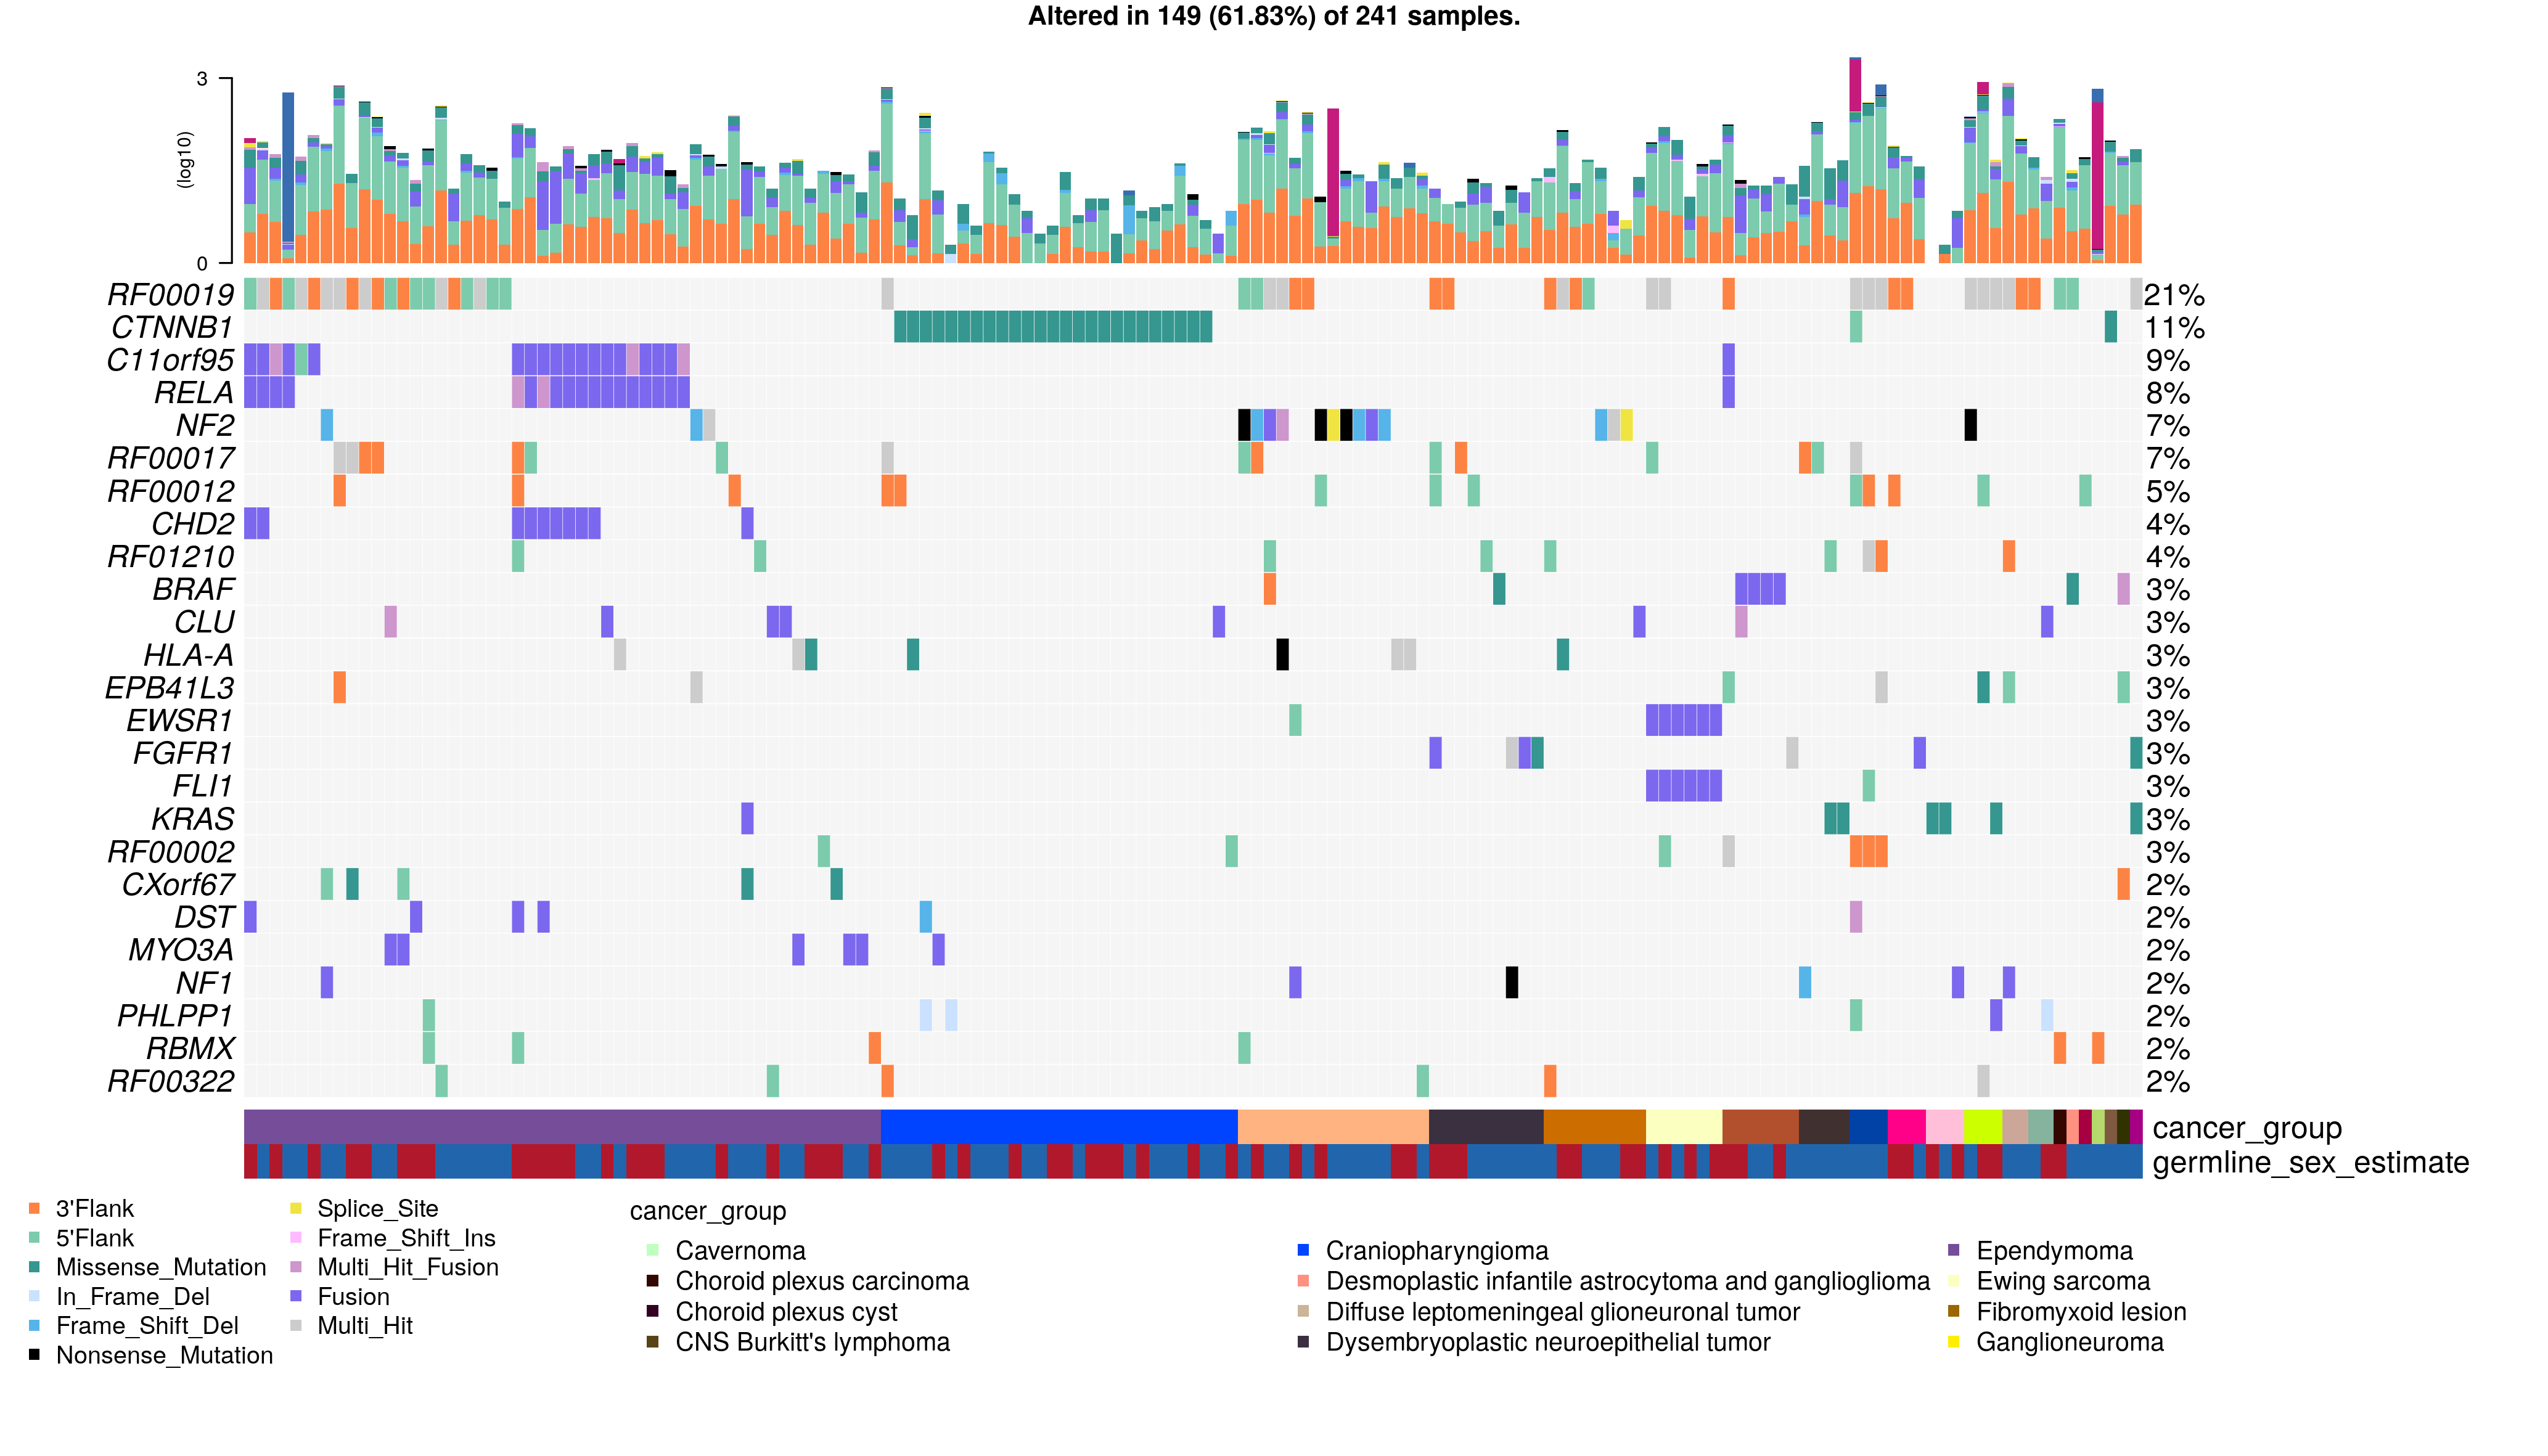 Altered in 149 (61.83%) of 241 samples.
3
(log10)
0
RF00019 21%
CTNNB1 11%
C11orf95 9%
RELA 8%
NF2 7%
RF00017 7%
RF00012 5%
CHD2 4%
RF01210 4%
BRAF 3%
CLU 3%
HLA-A 3%
EPB41L3 3%
EWSR1 3%
FGFR1 3%
FLI1 3%
KRAS 3%
RF00002 3%
CXorf67 2%
DST 2%
MYO3A 2%
NF1 2%
PHLPP1 2%
RBMX 2%
RF00322 2%
cancer_group
germline_sex_estimate
3'Flank
5'Flank
Missense_Mutation
In_Frame_Del
Frame_Shift_Del
Nonsense_Mutation
Splice_Site
Frame_Shift_Ins
Multi_Hit_Fusion
Fusion
Multi_Hit
cancer_group
Cavernoma
Choroid plexus carcinoma
Choroid plexus cyst
CNS Burkitt's lymphoma
Craniopharyngioma
Desmoplastic infantile astrocytoma and ganglioglioma
Diffuse leptomeningeal glioneuronal tumor
Dysembryoplastic neuroepithelial tumor
Ependymoma
Ewing sarcoma
Fibromyxoid lesion
Ganglioneuroma